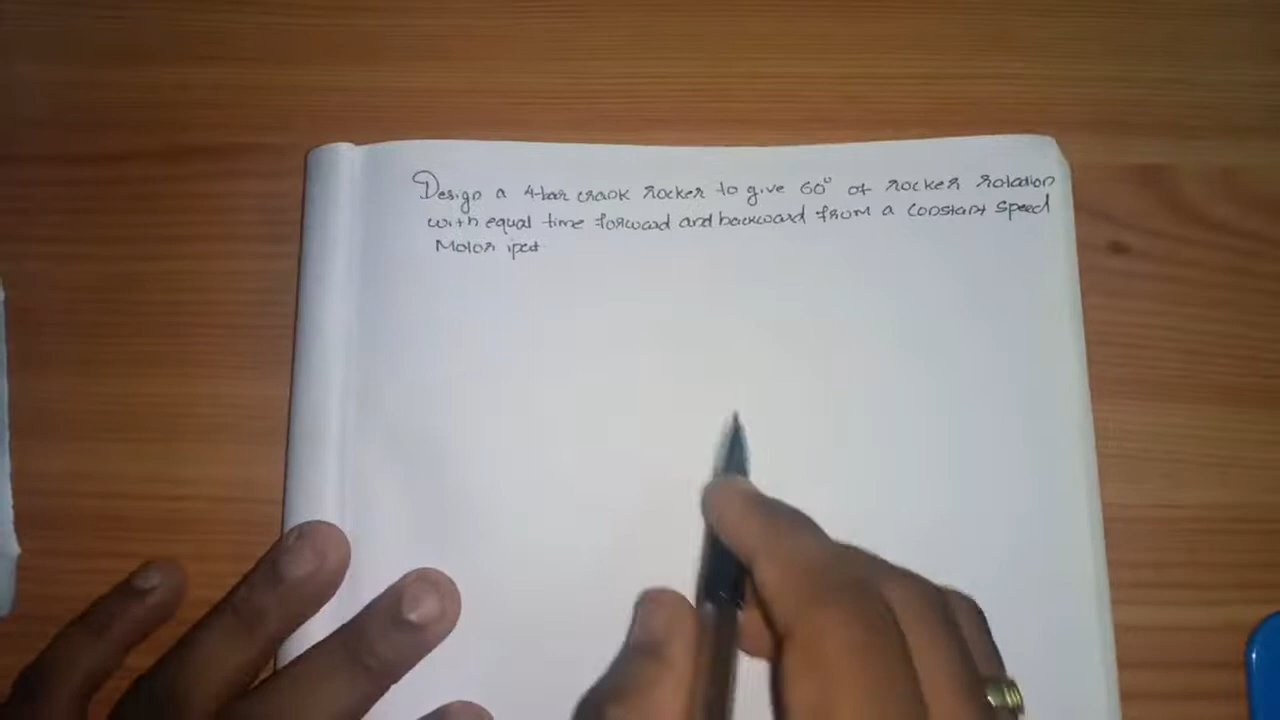 Design a 4-bar crank rocker to give 60° of rocker rotation
with equal time forward and backward from a constant speed
Motor iput